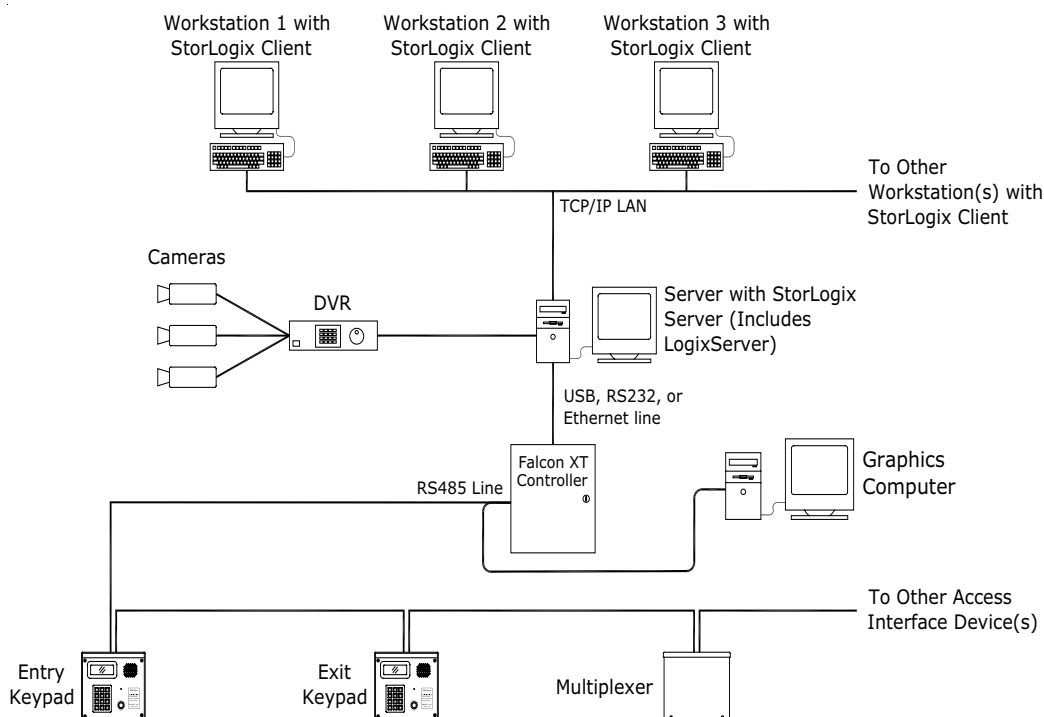 Workstation 1 with
StorLogix Client
Workstation 2 with
StorLogix Client
Workstation 3 with
StorLogix Client
To Other
Workstation(s) with
StorLogix Client
TCP/IP LAN
Cameras
DVR
Server with StorLogix
Server (Includes
LogixServer)
USB, RS232, or
Ethernet line
Falcon XT
Controller
RS485 Line
Graphics
Computer
To Other Access
Interface Device(s)
Entry
Keypad
Exit
Keypad
Multiplexer